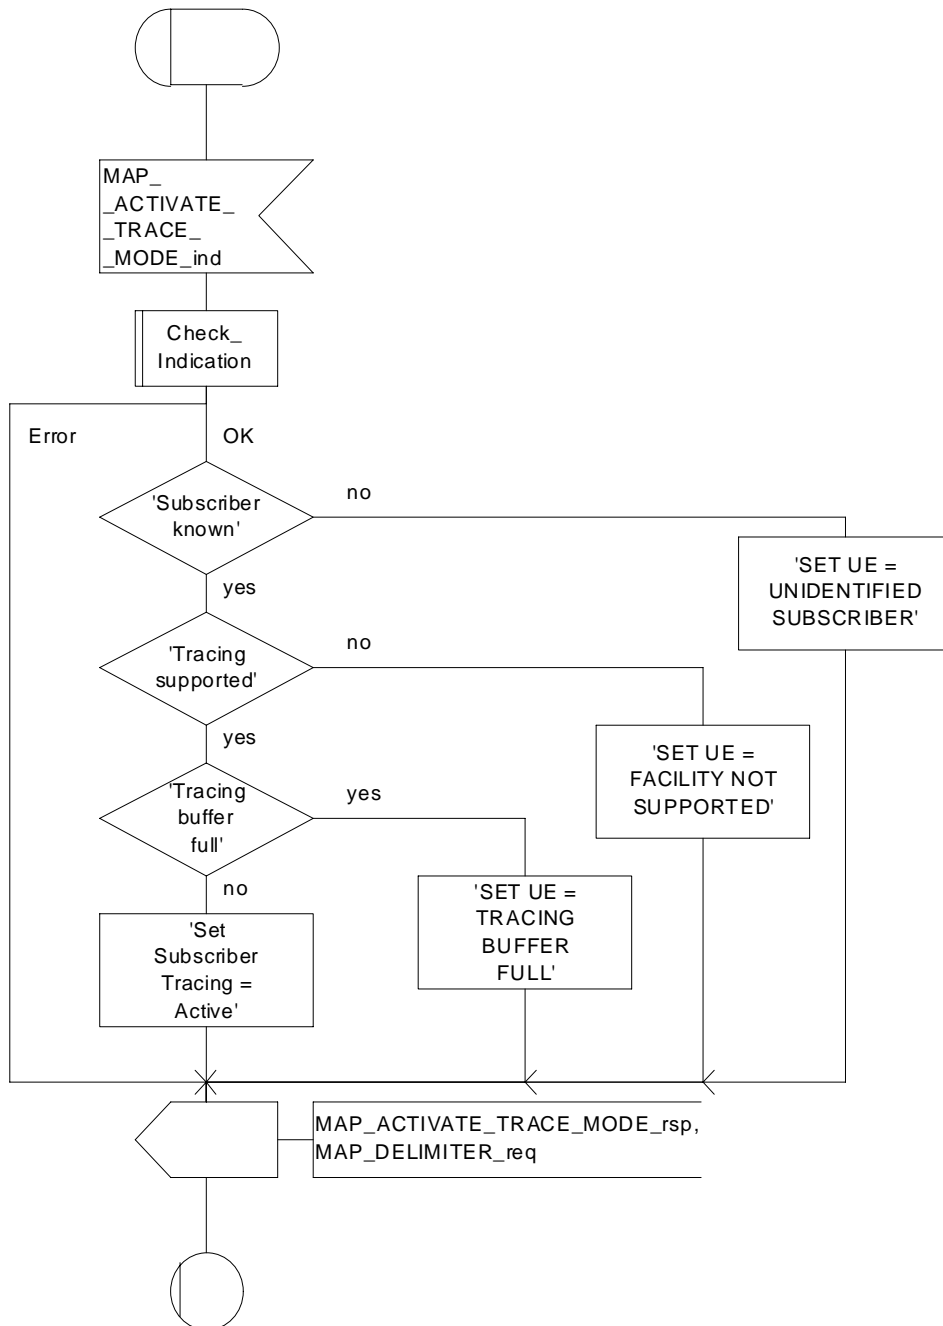 MAP_
_ACTIVATE_
_TRACE_
_MODE_ind
Check_
Indication
Error
OK
'Subscriber
known'
no
'SET UE =
UNIDENTIFIED
SUBSCRIBER'
yes
'Tracing
supported'
no
'SET UE =
FACILITY NOT
SUPPORTED'
yes
'Tracing
buffer
full'
yes
'SET UE =
TRACING
BUFFER
FULL'
no
'Set
Subscriber
Tracing =
Active'
MAP_ACTIVATE_TRACE_MODE_rsp,
MAP_DELIMITER_req